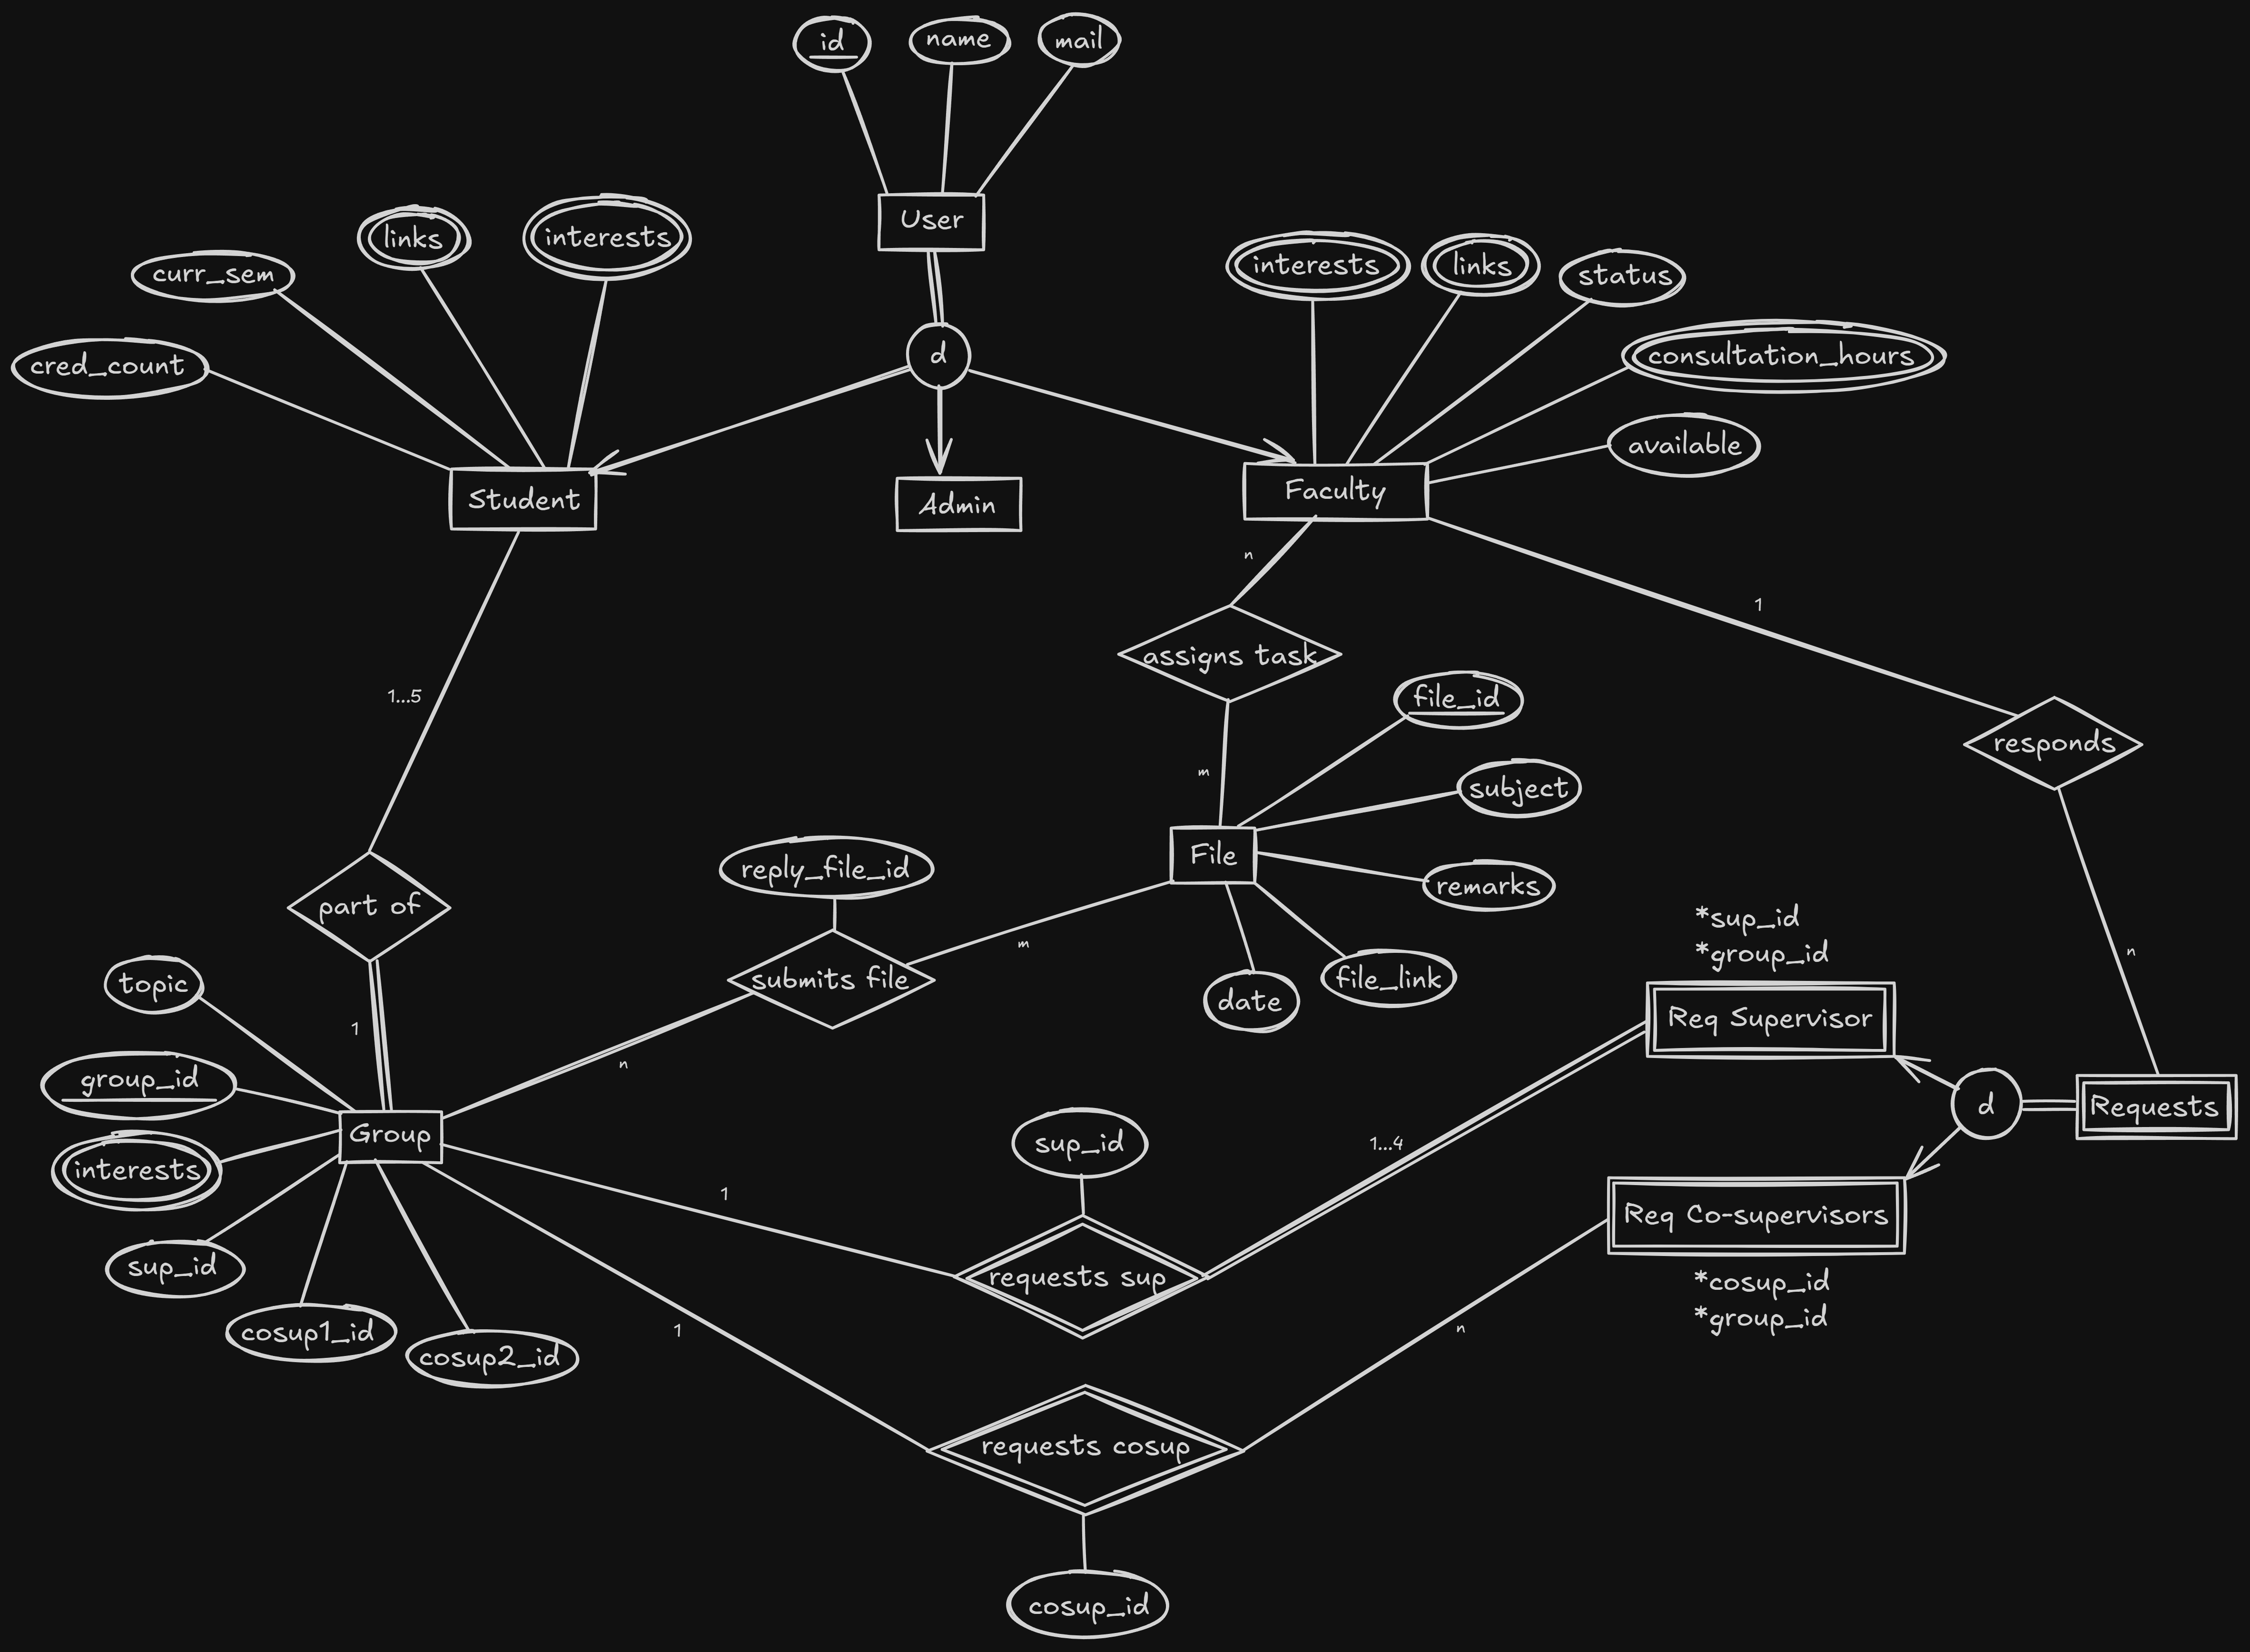 id
name
mail
User
links
interests
curr_sem
cred_count
interests
links
status
consultation_hours
available
d
Student
Admin
Faculty
n
1
1...5
assigns task
file_id
m
responds
subject
File
reply_file_id
remarks
part of
*sup_id
m
n
*group_id
topic
submits file
file_link
date
1
Req Supervisor
n
group_id
d
Requests
Group
sup_id
1...4
interests
1
Req Co-supervisors
sup_id
requests sup
*cosup_id
*group_id
cosup1_id
1
n
cosup2_id
requests cosup
cosup_id